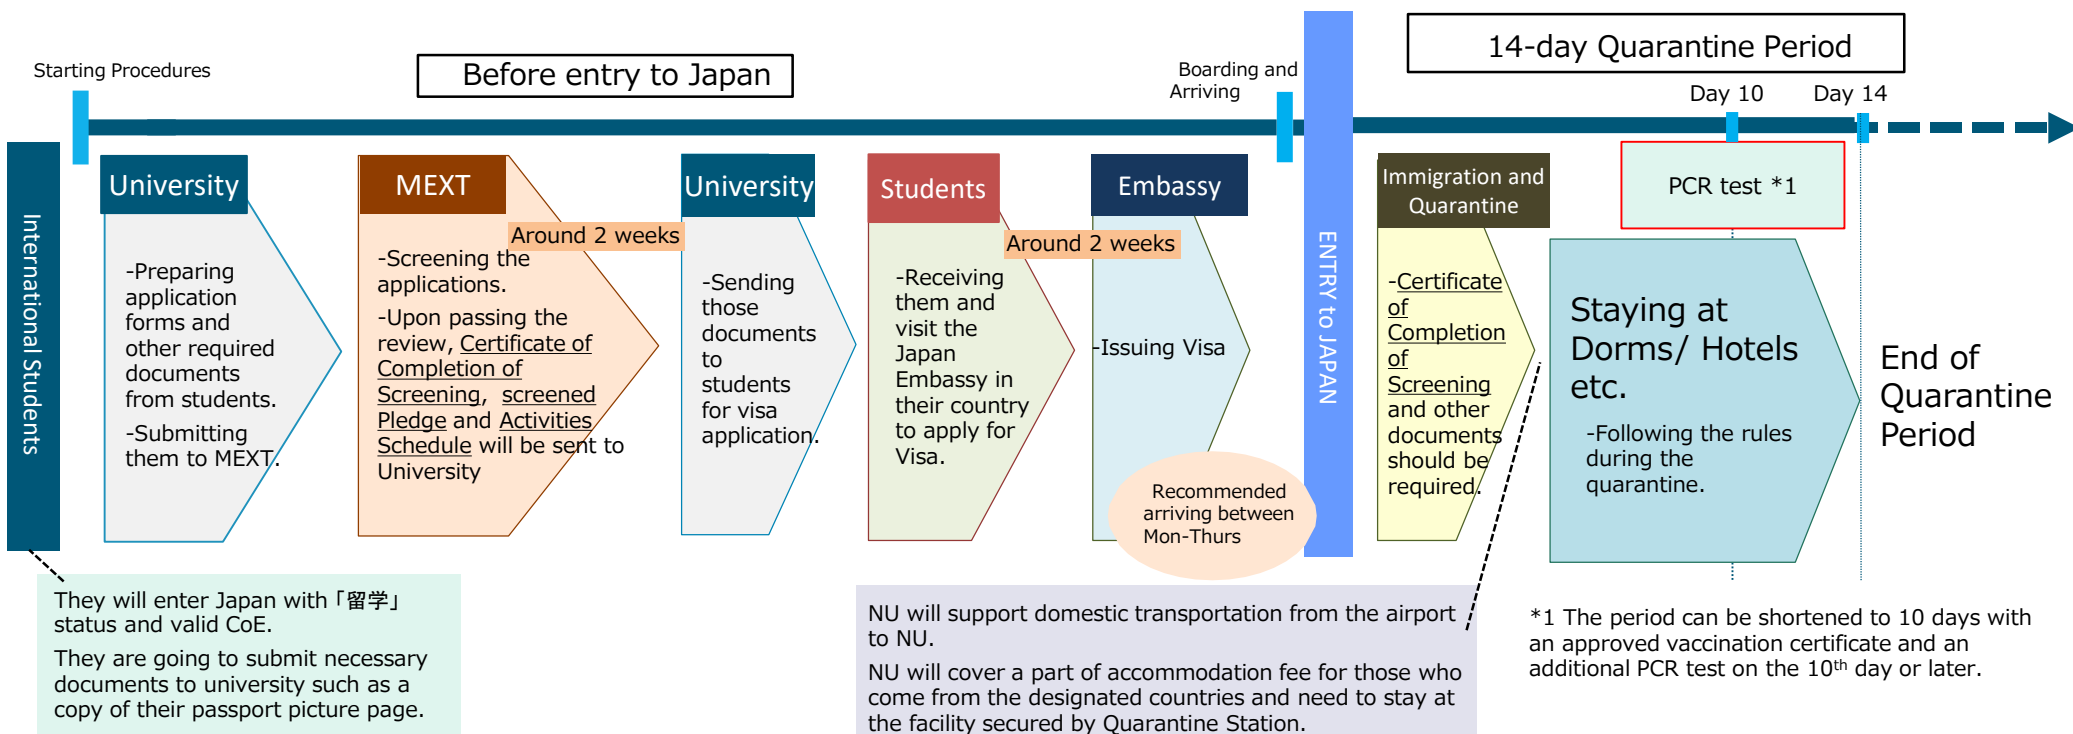 Starting Procedures
Before entry to Japan
Boarding and
Arriving
14-day Quarantine Period
Day 10
Day 14
International Students
University
-Preparing
application
forms and
other required
documents
from students.
-Submitting
them to MEXT.
MEXT
Around 2 weeks
-Screening the
applications.
-Upon passing the
review, Certificate of
Completion of
Screening, screened
Pledge and Activities
Schedule will be sent to
University
University
-Sending
those
documents
to
students
for visa
application.
Students
Around 2 weeks
-Receiving
them and
visit the
Japan
Embassy in
their country
to apply for
Visa.
Embassy
-Issuing Visa
Recommended
arriving between
Mon-Thurs
ENTRY to JAPAN
Immigration and
Quarantine
-Certificate
of
Completion
of
Screening
and other
documents
should be
required.
PCR test *1
Staying at
Dorms/ Hotels
etc.
-Following the rules
during the
quarantine.
End of
Quarantine
Period
They will enter Japan with「留学」
status and valid CoE.
They are going to submit necessary
documents to university such as a
copy of their passport picture page.
NU will support domestic transportation from the airport
to NU.
NU will cover a part of accommodation fee for those who
come from the designated countries and need to stay at
the facility secured by Quarantine Station.
*1 The period can be shortened to 10 days with
an approved vaccination certificate and an
additional PCR test on the 10th day or later.